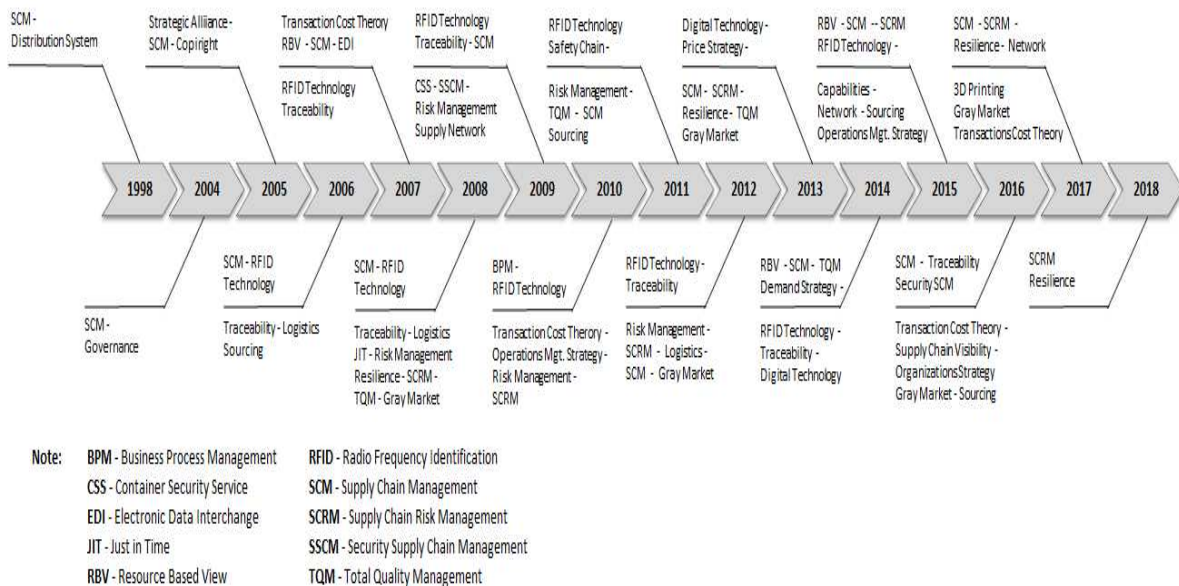 SCM -
Distribution System
Strategic Alliiance -
SCM - Copiright
Transaction Cost Therory
RBV - SCM - EDI
RFID Technology
Traceability
RFID Technology
Traceability - SCM
CSS - SSCM -
Risk Managememt
Supply Network
RFID Technology
Safety Chain -
Risk Management -
TQM - SCM
Sourcing
Digital Technology -
Price Strategy -
SCM - SCRM -
Resilience - TQM
Gray Market
RBV - SCM -- SCRM
RFID Technology -
Capabilities -
Network - Sourcing
Operations Mgt. Strategy
SCM - SCRM -
Resilience - Network
3D Printing
Gray Market
Transactions Cost Theory
1998
2004
2005
2006
2007
2008
2009
2010
2011
2012
2013
2014
2015
2016
2017
2018
SCM -
Governance
SCM - RFID
Technology
Traceability - Logistics
Sourcing
SCM - RFID
Technology
Traceability - Logistics
JIT - Risk Management
Resilience - SCRM -
TQM - Gray Market
BPM -
RFID Technology
Transaction Cost Therory -
Operations Mgt. Strategy -
Risk Management -
SCRM
RFID Technology -
Traceability
Risk Management -
SCRM - Logistics -
SCM - Gray Market
RBV - SCM - TQM
Demand Strategy -
RFID Technology -
Traceability -
Digital Technology
SCM - Traceability
Security SCM
Transaction Cost Theory -
Supply Chain Visibility -
Organizations Strategy
Gray Market - Sourcing
SCRM
Resilience
Note:
BPM - Business Process Management
CSS - Container Security Service
EDI - Electronic Data Interchange
JIT - Just in Time
RBV - Resource Based View
RFID - Radio Frequency Identification
SCM - Supply Chain Management
SCRM - Supply Chain Risk Management
SSCM - Security Supply Chain Management
TQM - Total Quality Management